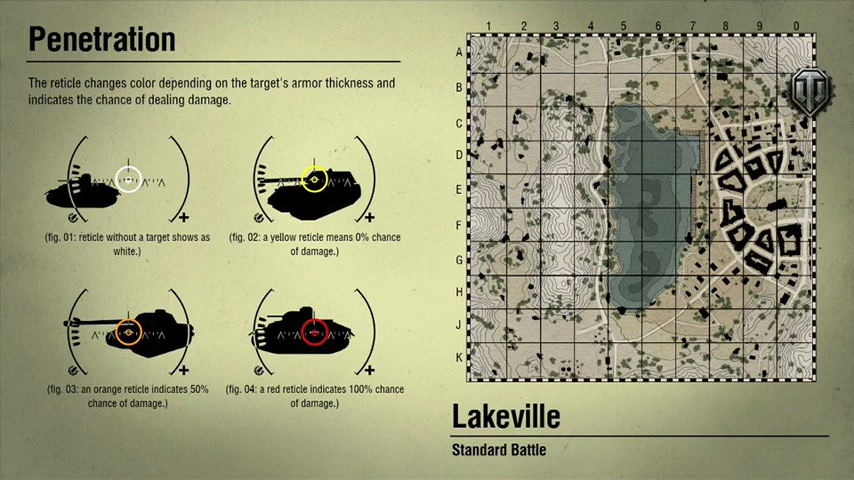 Penetration
The reticle changes color depending on the target's armor thickness and
indicates the chance of dealing damage.
(fig. 01: reticle without a target shows as
white.)
(fig. 02: a yellow reticle means 0% chance
of damage.)
(fig. 03: an orange reticle indicates 50%
chance of damage.)
(fig. 04: a red reticle indicates 100% chance
of damage.)
1 2 3 4 5 6 7 8 9 0
A
B
C
D
E
F
G
H
J
K
Lakeville
Standard Battle